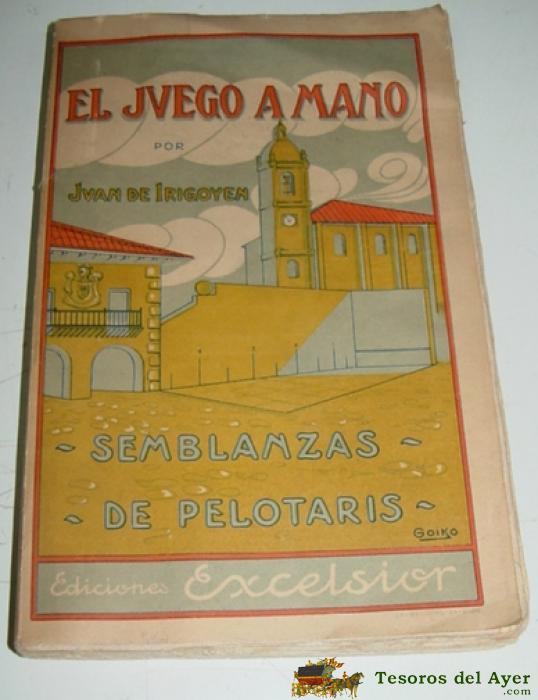 EL JVEGO A MANO
POR
JVAN DE IRIGOYEN
~ SEMBLANZAS ~
~ DE PELOTARIS ~
GOIKO
Ediciones Excelsior
Tesoros del Ayer
.com